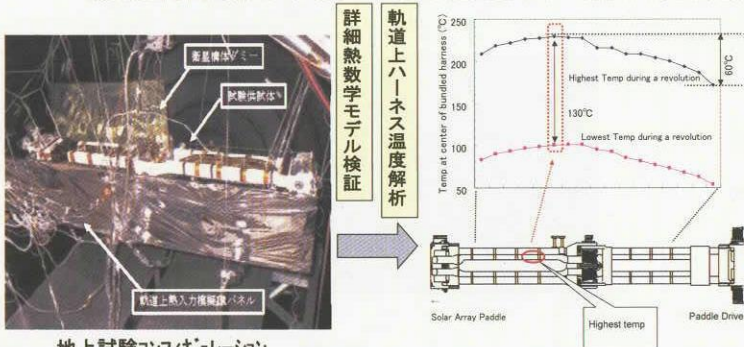 衛星構体ダミー
試験供試体
軌道上熱入力模擬パネル
地上試験コンフィギュレーション
詳細熱数学モデル検証
軌道上ハーネス温度解析
Temp at center of bundled harness (℃)
250
200
150
100
50
Highest Temp during a revolution
130℃
Lowest Temp during a revolution
60℃
Solar Array Paddle
Highest temp
Paddle Drive